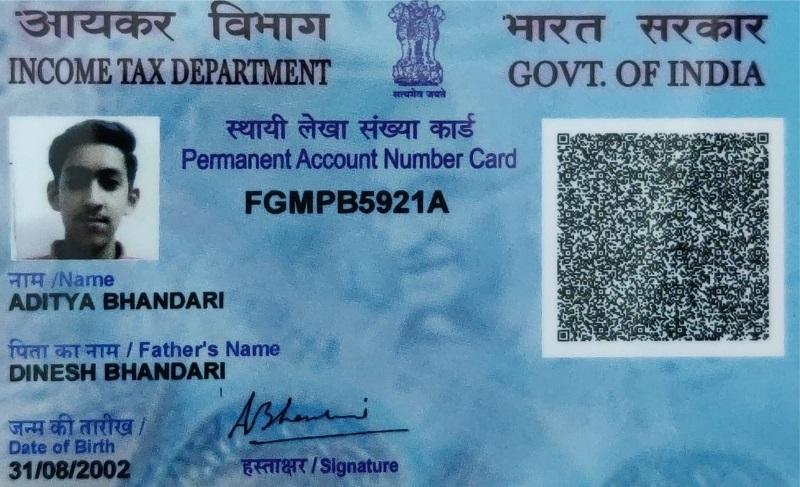 आयकर विभाग
INCOME TAX DEPARTMENT
सत्यमेव जयते
भारत सरकार
GOVT. OF INDIA
स्थायी लेखा संख्या कार्ड
Permanent Account Number Card
FGMPB5921A
नाम /Name
ADITYA BHANDARI
पिता का नाम / Father's Name
DINESH BHANDARI
जन्म की तारीख /
Date of Birth
31/08/2002
ABhandari
हस्ताक्षर / Signature